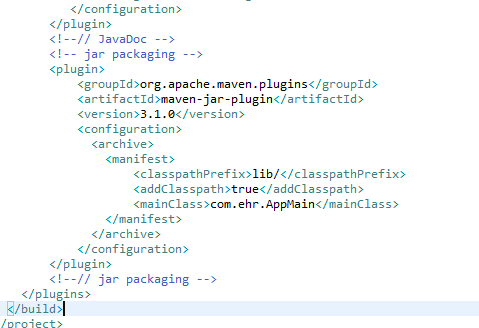 </configuration>
</plugin>
<!--// JavaDoc -->
<!-- jar packaging -->
<plugin>
<groupId>org.apache.maven.plugins</groupId>
<artifactId>maven-jar-plugin</artifactId>
<version>3.1.0</version>
<configuration>
<archive>
<manifest>
<classpathPrefix>lib/</classpathPrefix>
<addClasspath>true</addClasspath>
<mainClass>com.ehr.AppMain</mainClass>
</manifest>
</archive>
</configuration>
</plugin>
<!--// jar packaging -->
</plugins>
</build>
/project>